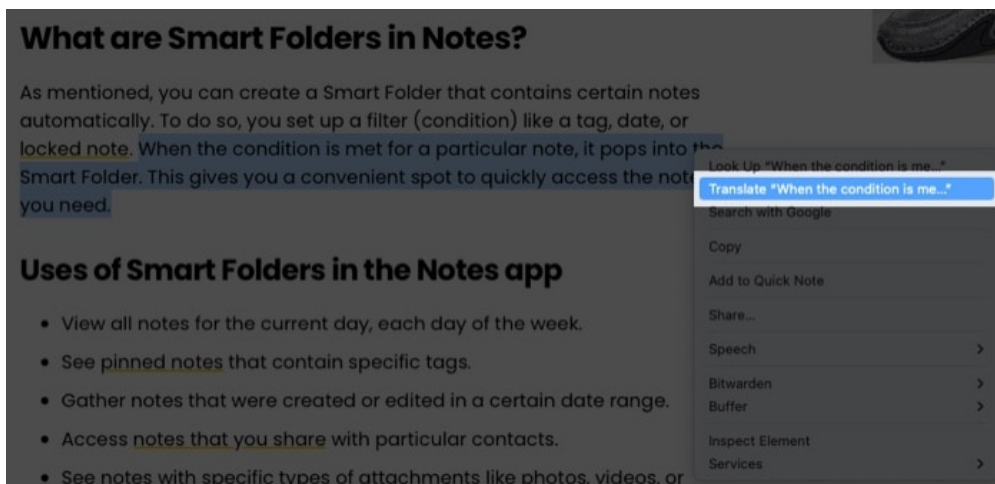 What are Smart Folders in Notes?
As mentioned, you can create a Smart Folder that contains certain notes
automatically. To do so, you set up a filter (condition) like a tag, date, or
locked note. When the condition is met for a particular note, it pops into the
Smart Folder. This gives you a convenient spot to quickly access the note
you need.
Uses of Smart Folders in the Notes app
• View all notes for the current day, each day of the week.
• See pinned notes that contain specific tags.
• Gather notes that were created or edited in a certain date range.
• Access notes that you share with particular contacts.
• See notes with specific types of attachments like photos, videos, or
Look Up "When the condition is me..."
Translate "When the condition is me..."
Search with Google
Copy
Add to Quick Note
Share...
Speech
Bitwarden
Buffer
Inspect Element
Services